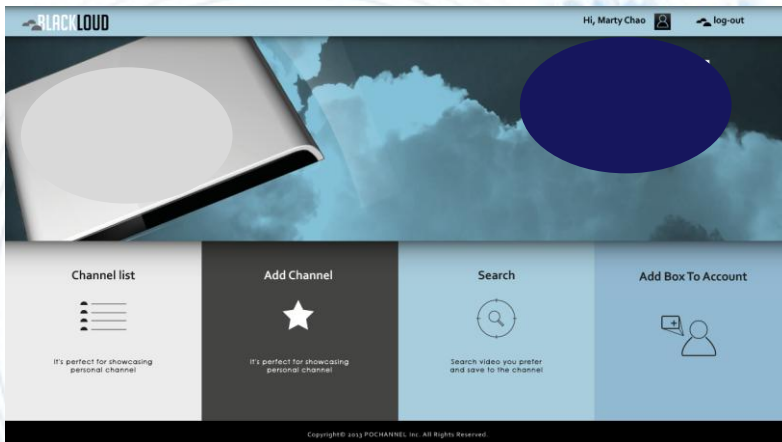 BLACKLOUD
Hi, Marty Chao
log-out
Channel list
It's perfect for showcasing
personal channel
Add Channel
It's perfect for showcasing
personal channel
Search
Search video you prefer
and save to the channel
Add Box To Account
Copyright© 2013 POCHANNEL Inc. All Rights Reserved.